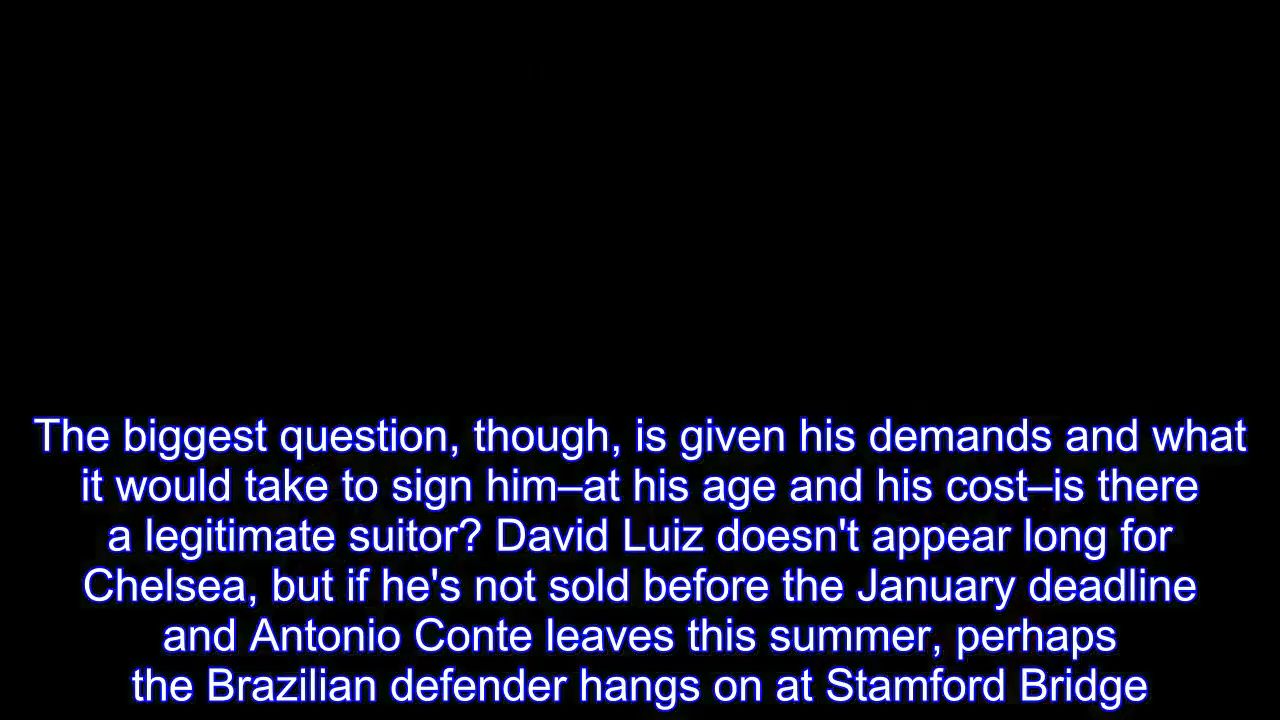 The biggest question, though, is given his demands and what
it would take to sign him–at his age and his cost–is there
a legitimate suitor? David Luiz doesn't appear long for
Chelsea, but if he's not sold before the January deadline
and Antonio Conte leaves this summer, perhaps
the Brazilian defender hangs on at Stamford Bridge